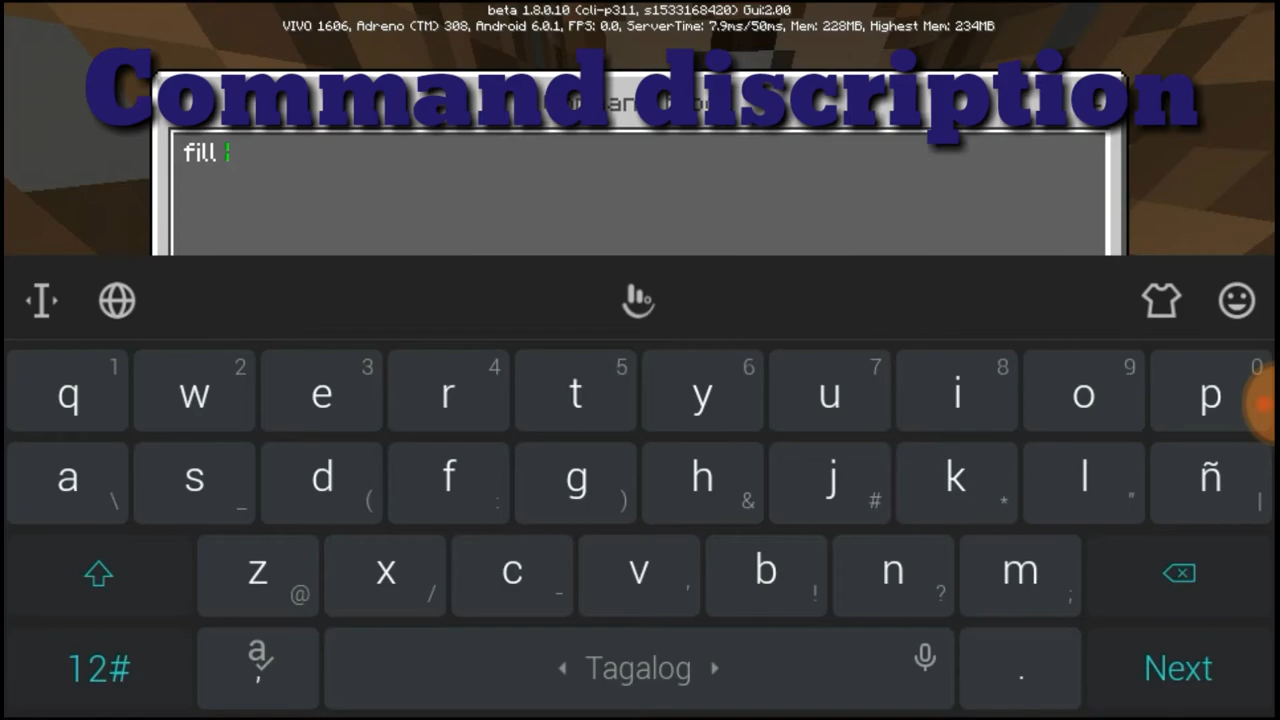 beta 1.8.0.10 (cli-p311, s1533168420) Gui:2.00
VIVO 1606, Adreno (TM) 308, Android 6.0.1, FPS: 0.0, ServerTime: 7.9ms/50ms, Mem: 228MB, Highest Mem: 234MB
Command discription
fill
1 2 3 4 5 6 7 8 9 0
q w e r t y u i o p
a s d f g h j k l ñ
\ _ ( : ) & # * " |
z x c v b n m
@ / - ' ! ? ;
12# a , Tagalog . Next